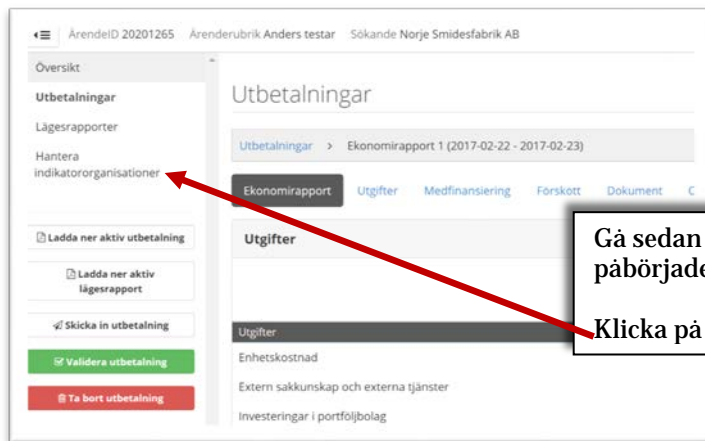 ÄrendeID 20201265 Ärenderubrik Anders testar Sökande Norje Smidesfabrik AB
Översikt
Utbetalningar
Lägesrapporter
Hantera
indikatororganisationer
Ladda ner aktiv utbetalning
Ladda ner aktiv
lägesrapport
Skicka in utbetalning
Validera utbetalning
Ta bort utbetalning
Utbetalningar
Utbetalningar > Ekonomirapport 1 (2017-02-22 - 2017-02-23)
Ekonomirapport Utgifter Medfinansiering Förskott Dokument
Utgifter
Utgifter
Enhetskostnad
Extern sakkunskap och externa tjänster
Investeringar i portföljbolag
Gå sedan
påbörjade
Klicka på